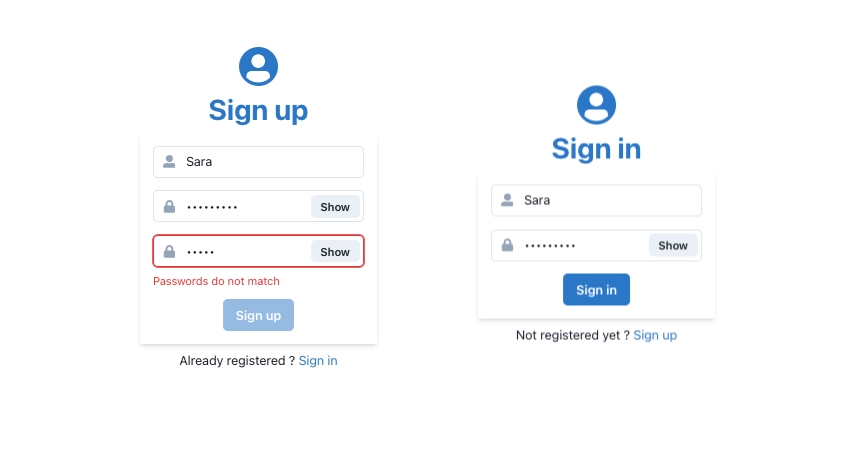 Sign up
Sara
••••••••• Show
••••• Show
Passwords do not match
Sign up
Already registered ? Sign in
Sign in
Sara
••••••••• Show
Sign in
Not registered yet ? Sign up